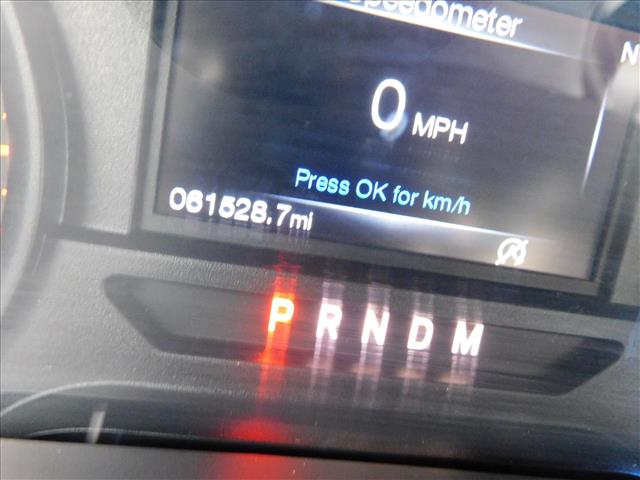 Speedometer
N
0 MPH
Press OK for km/h
061528.7mi
P R N D M